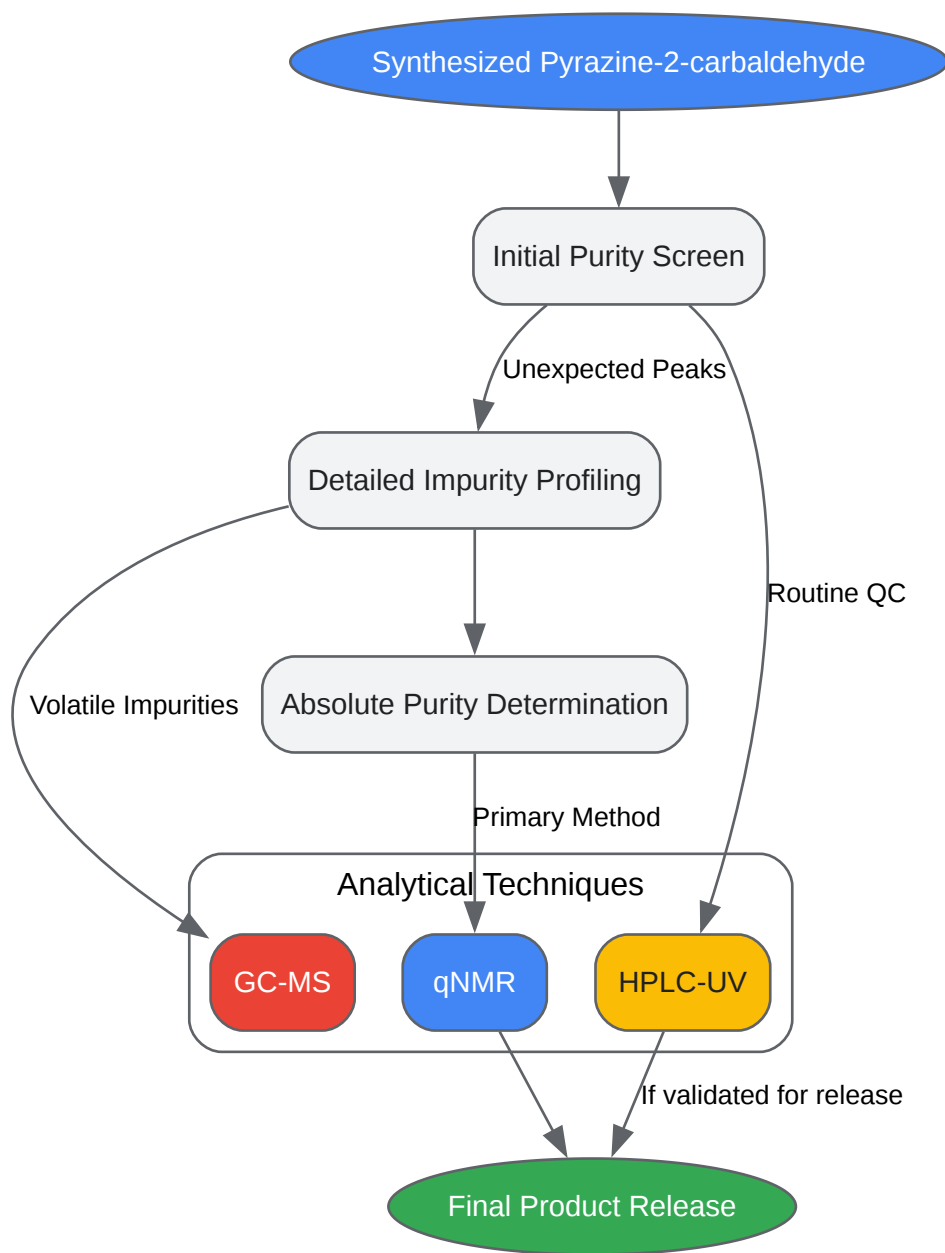 Synthesized Pyrazine-2-carbaldehyde
Initial Purity Screen
Unexpected Peaks
Detailed Impurity Profiling
Routine QC
Volatile Impurities
Absolute Purity Determination
Primary Method
Analytical Techniques
GC-MS
qNMR
HPLC-UV
If validated for release
Final Product Release